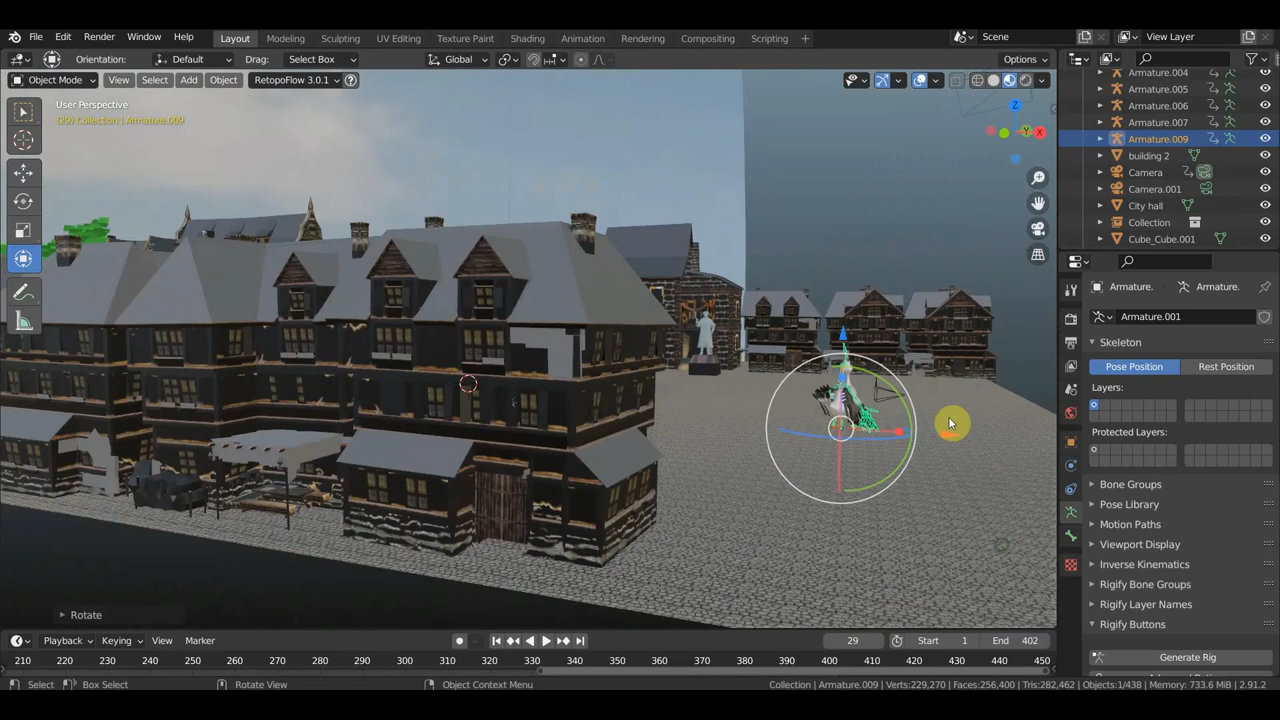 File Edit Render Window Help
Layout Modeling Sculpting UV Editing Texture Paint Shading Animation Rendering Compositing Scripting +
Scene
View Layer
Orientation: Default Drag: Select Box Global Options
Object Mode View Select Add Object RetopoFlow 3.0.1
User Perspective
(29) Collection | Armature.009
Z
Y
X
Armature.004
Armature.005
Armature.006
Armature.007
Armature.009
building 2
Camera
Camera.001
City hall
Collection
Cube_Cube.001
Armature. Armature.
Armature.001
Skeleton
Pose Position Rest Position
Layers:
Protected Layers:
Bone Groups
Pose Library
Motion Paths
Viewport Display
Inverse Kinematics
Rigify Bone Groups
Rigify Layer Names
Rigify Buttons
Generate Rig
Rotate
Playback Keying View Marker 29 Start 1 End 402
210 220 230 240 250 260 270 280 290 300 310 320 330 340 350 360 370 380 390 400 410 420 430 440 450
Select Box Select Rotate View Object Context Menu Collection | Armature.009 | Verts:229,270 | Faces:256,400 | Tris:282,462 | Objects:1/438 | Memory: 733.6 MiB | 2.91.2